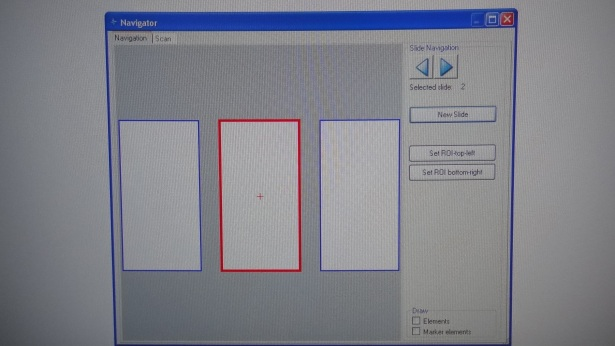 Navigator
Navigation Scan
Slide Navigation
Selected slide: 2
New Slide
Set ROI-top-left
Set ROI bottom-right
Draw
Elements
Marker elements